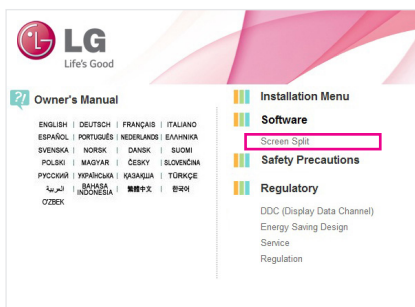 LG
Life's Good
Owner's Manual
ENGLISH | DEUTSCH | FRANÇAIS | ITALIANO
ESPAÑOL | PORTUGUÊS | NEDERLANDS | ΕΛΛΗΝΙΚΑ
SVENSKA | NORSK | DANSK | SUOMI
POLSKI | MAGYAR | ČESKY | SLOVENČINA
РУССКИЙ | УКРАЇНСЬКА | ҚАЗАҚША | TÜRKÇE
العربية | BAHASA INDONESIA | 繁體中文 | 한국어
O'ZBEK
Installation Menu
Software
Screen Split
Safety Precautions
Regulatory
DDC (Display Data Channel)
Energy Saving Design
Service
Regulation